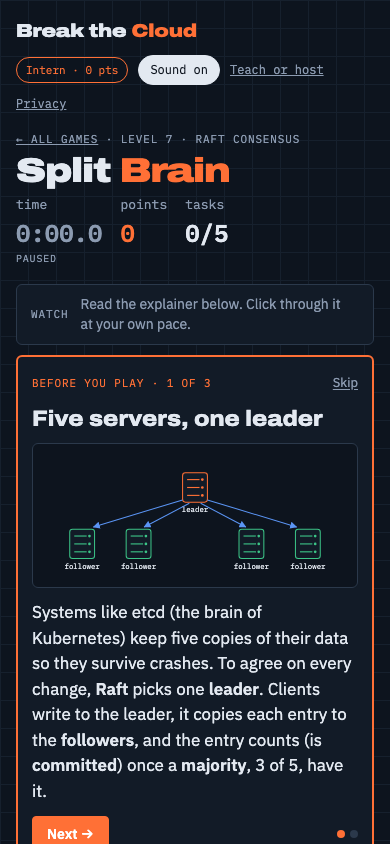 Break the Cloud
Intern · 0 pts
Sound on
Teach or host
Privacy
← ALL GAMES · LEVEL 7 · RAFT CONSENSUS
Split Brain
time points tasks
0:00.0 0 0/5
PAUSED
WATCH
Read the explainer below. Click through it
at your own pace.
BEFORE YOU PLAY · 1 OF 3
Skip
Five servers, one leader
leader
follower follower follower follower
Systems like etcd (the brain of
Kubernetes) keep five copies of their data
so they survive crashes. To agree on every
change, Raft picks one leader. Clients
write to the leader, it copies each entry to
the followers, and the entry counts (is
committed) once a majority, 3 of 5, have
it.
Next →